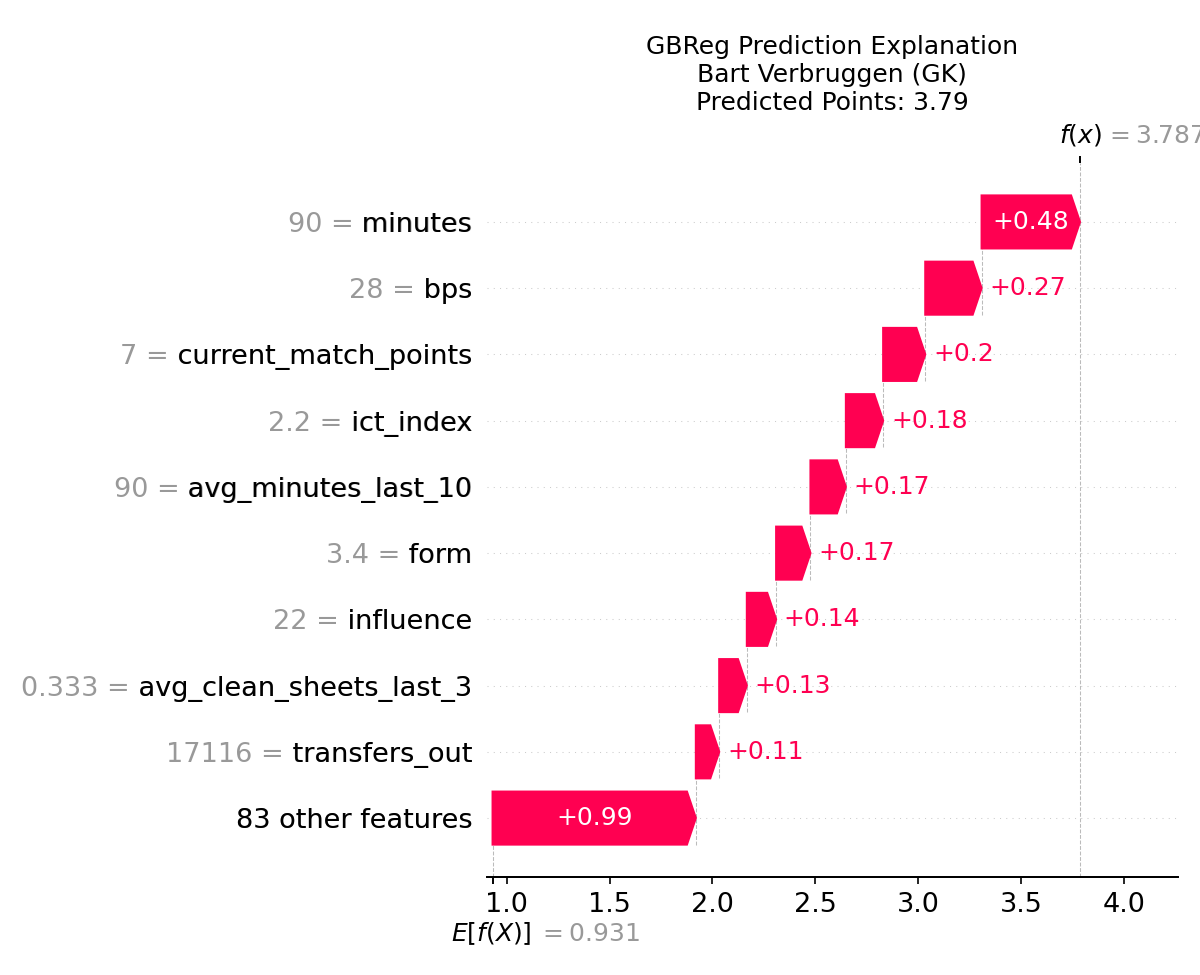 GBReg Prediction Explanation
Bart Verbruggen (GK)
Predicted Points: 3.79
f(x) = 3.787
90 = minutes
+0.48
28 = bps
+0.27
7 = current_match_points
+0.2
2.2 = ict_index
+0.18
90 = avg_minutes_last_10
+0.17
3.4 = form
+0.17
22 = influence
+0.14
0.333 = avg_clean_sheets_last_3
+0.13
17116 = transfers_out
+0.11
83 other features
+0.99
1.0 1.5 2.0 2.5 3.0 3.5 4.0
E[f(X)] = 0.931